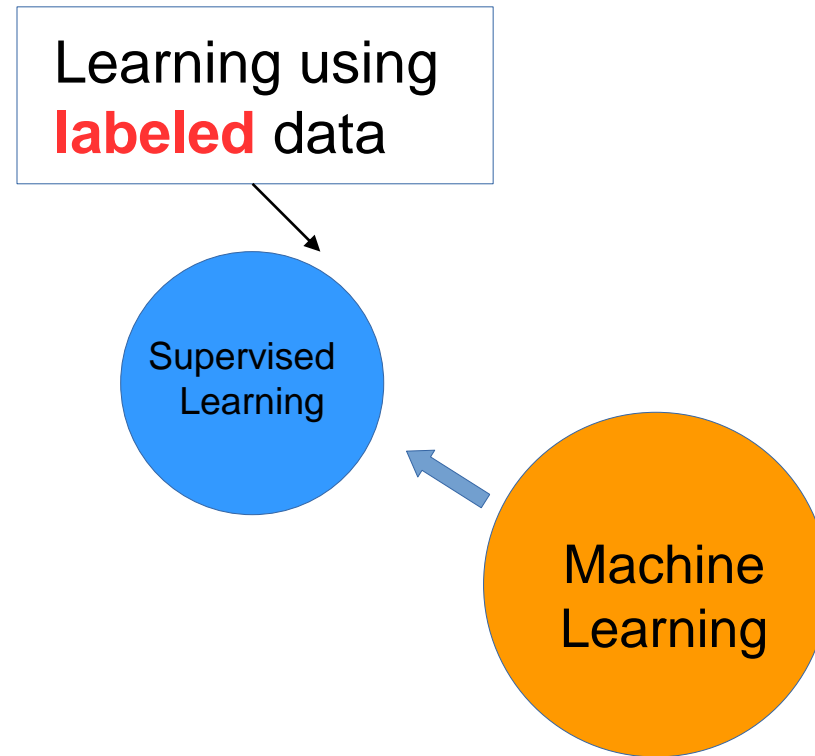 Learning using
labeled data
Supervised
Learning
Machine
Learning